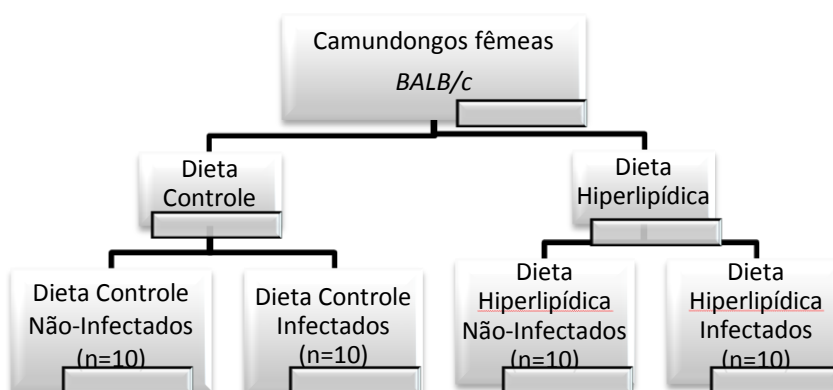 Camundongos fêmeas
BALB/c
Dieta
Controle
Dieta
Hiperlipídica
Dieta Controle
Não-Infectados
(n=10)
Dieta Controle
Infectados
(n=10)
Dieta
Hiperlipídica
Não-Infectados
(n=10)
Dieta
Hiperlipídica
Infectados
(n=10)